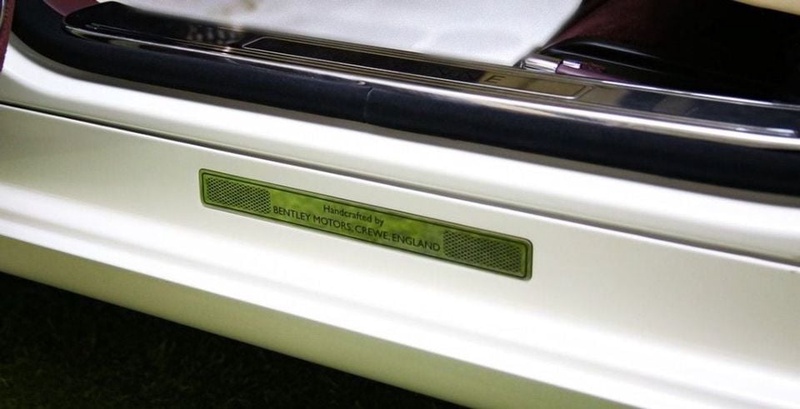 Handcrafted by
BENTLEY MOTORS, CREWE, ENGLAND